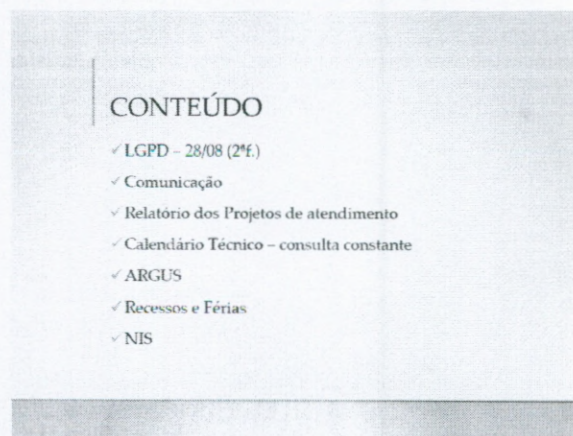 CONTEÚDO
✓ LGPD – 28/08 (2ªf.)
✓ Comunicação
✓ Relatório dos Projetos de atendimento
✓ Calendário Técnico – consulta constante
✓ ARGUS
✓ Recessos e Férias
✓ NIS